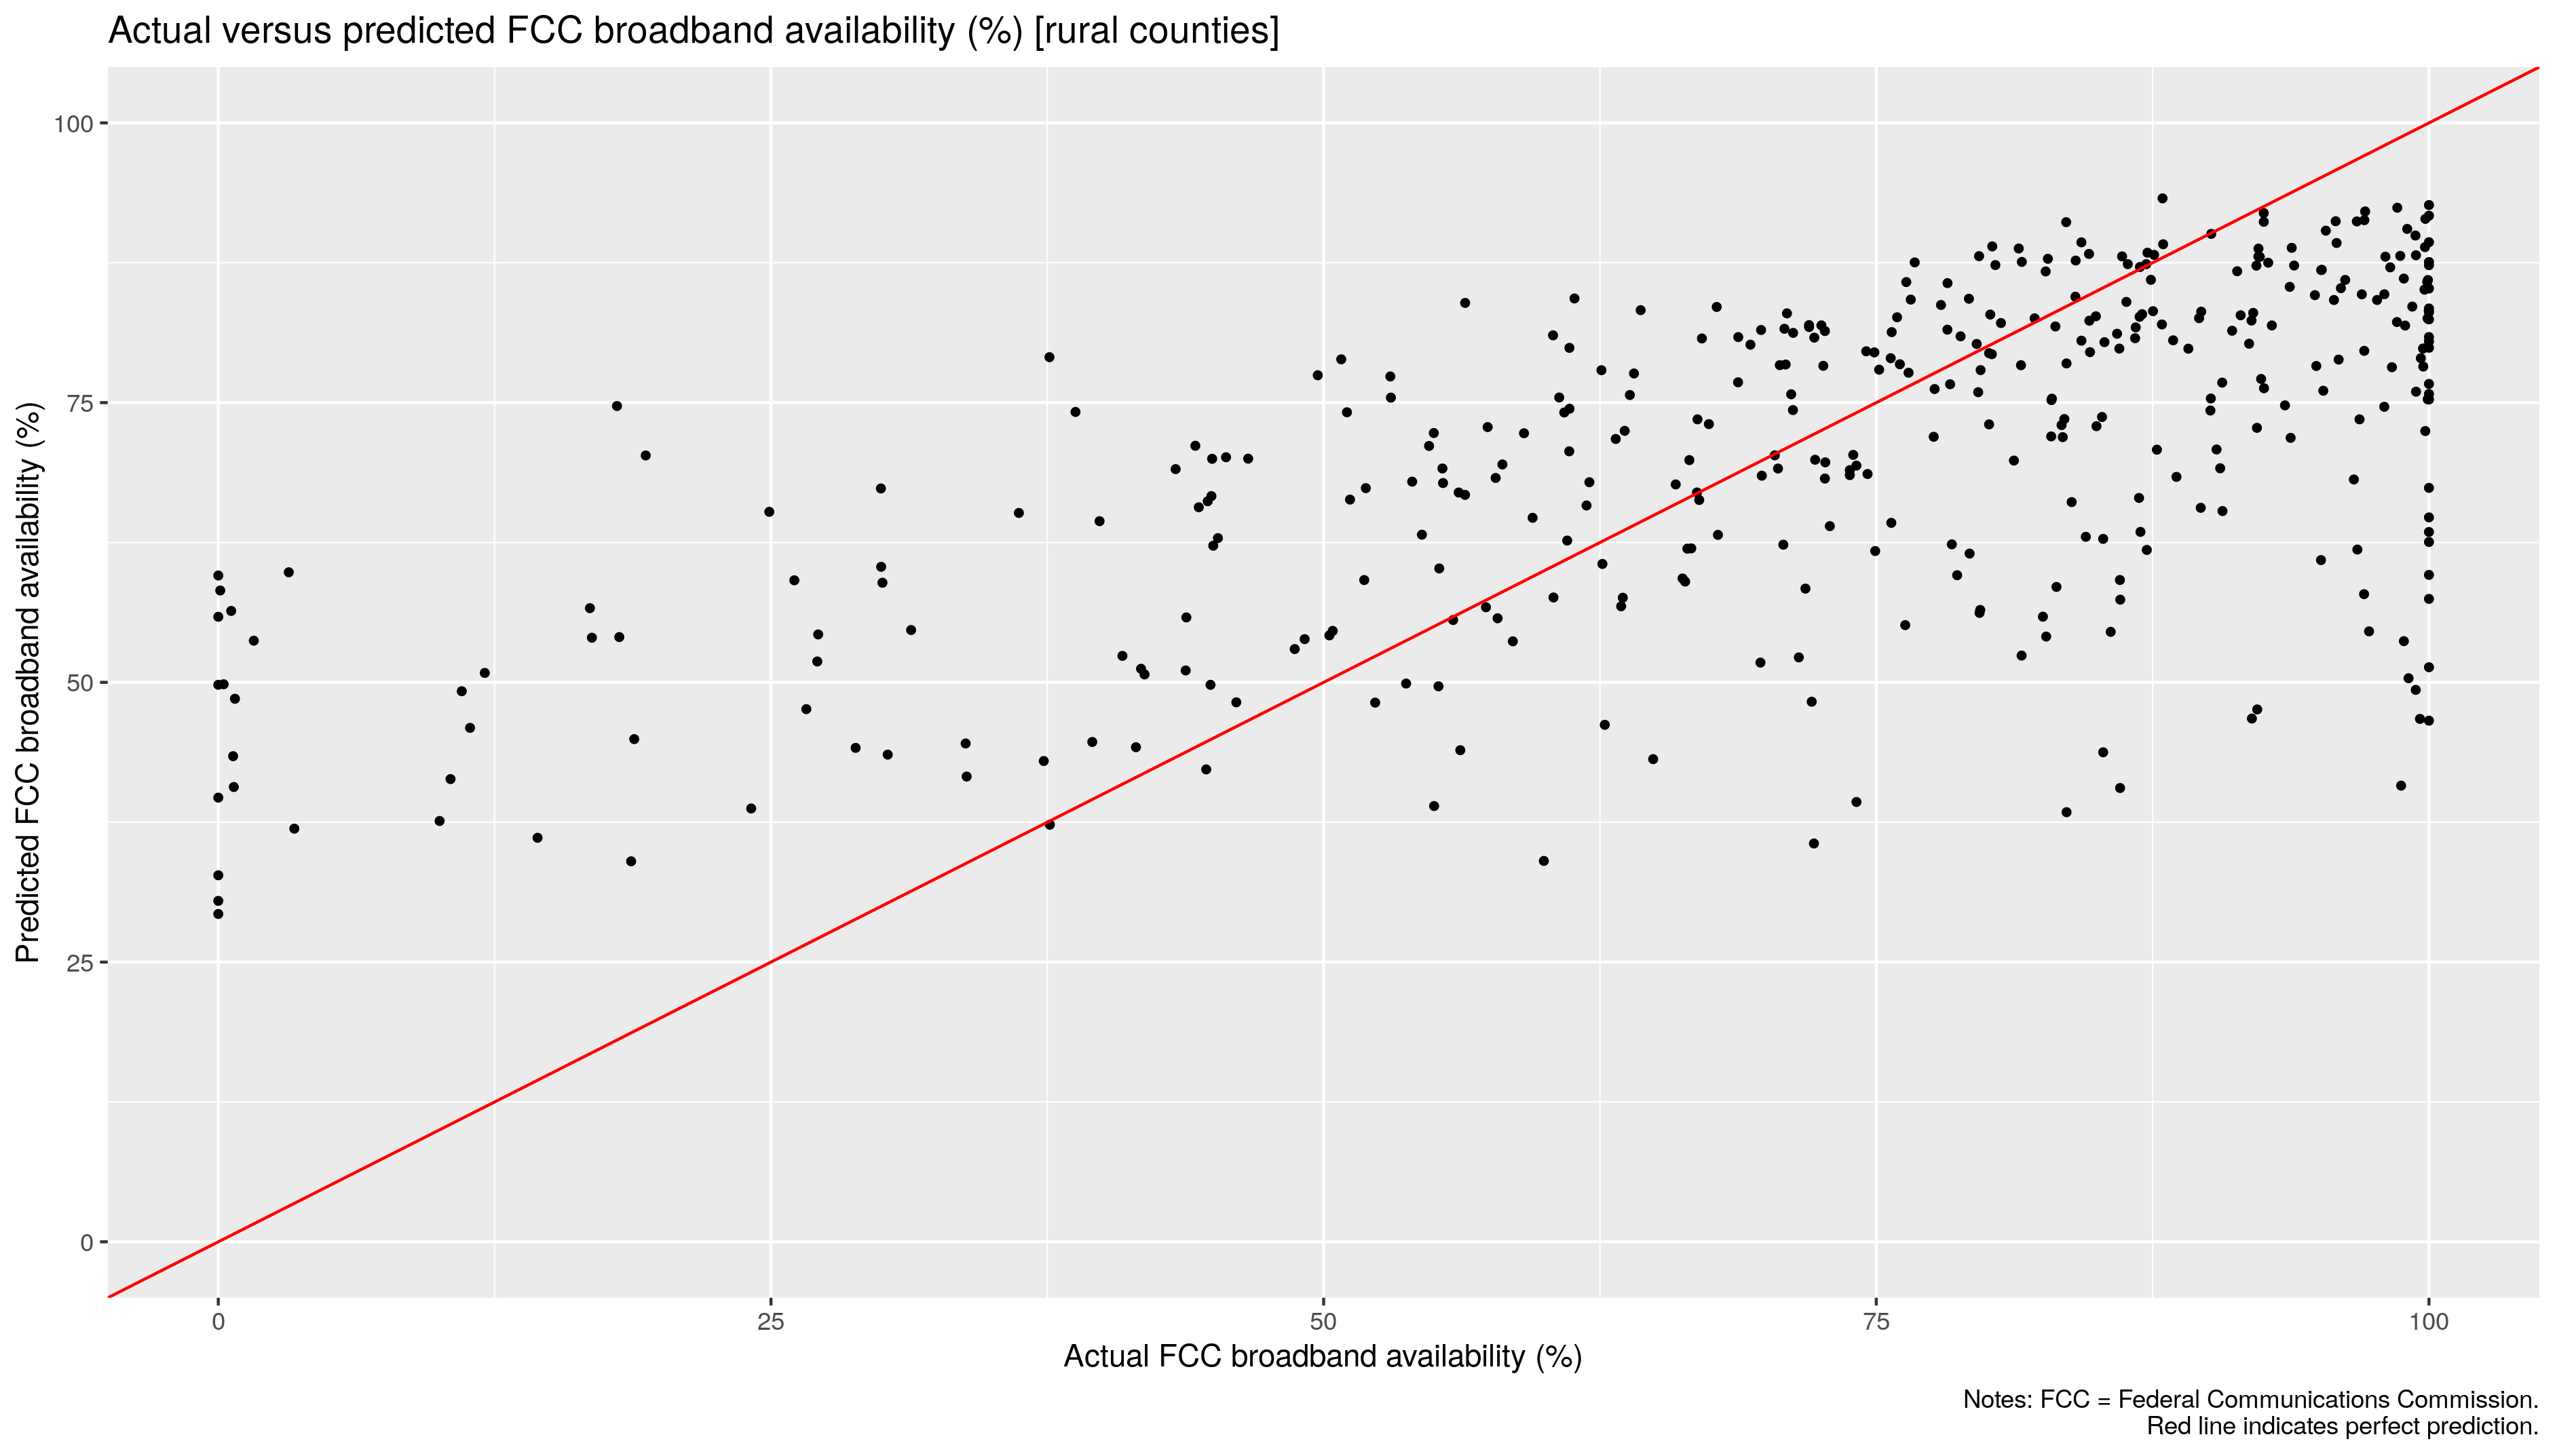 Actual versus predicted FCC broadband availability (%) [rural counties]
Predicted FCC broadband availability (%)
100
75
50
25
0
0 25 50 75 100
Actual FCC broadband availability (%)
Notes: FCC = Federal Communications Commission.
Red line indicates perfect prediction.